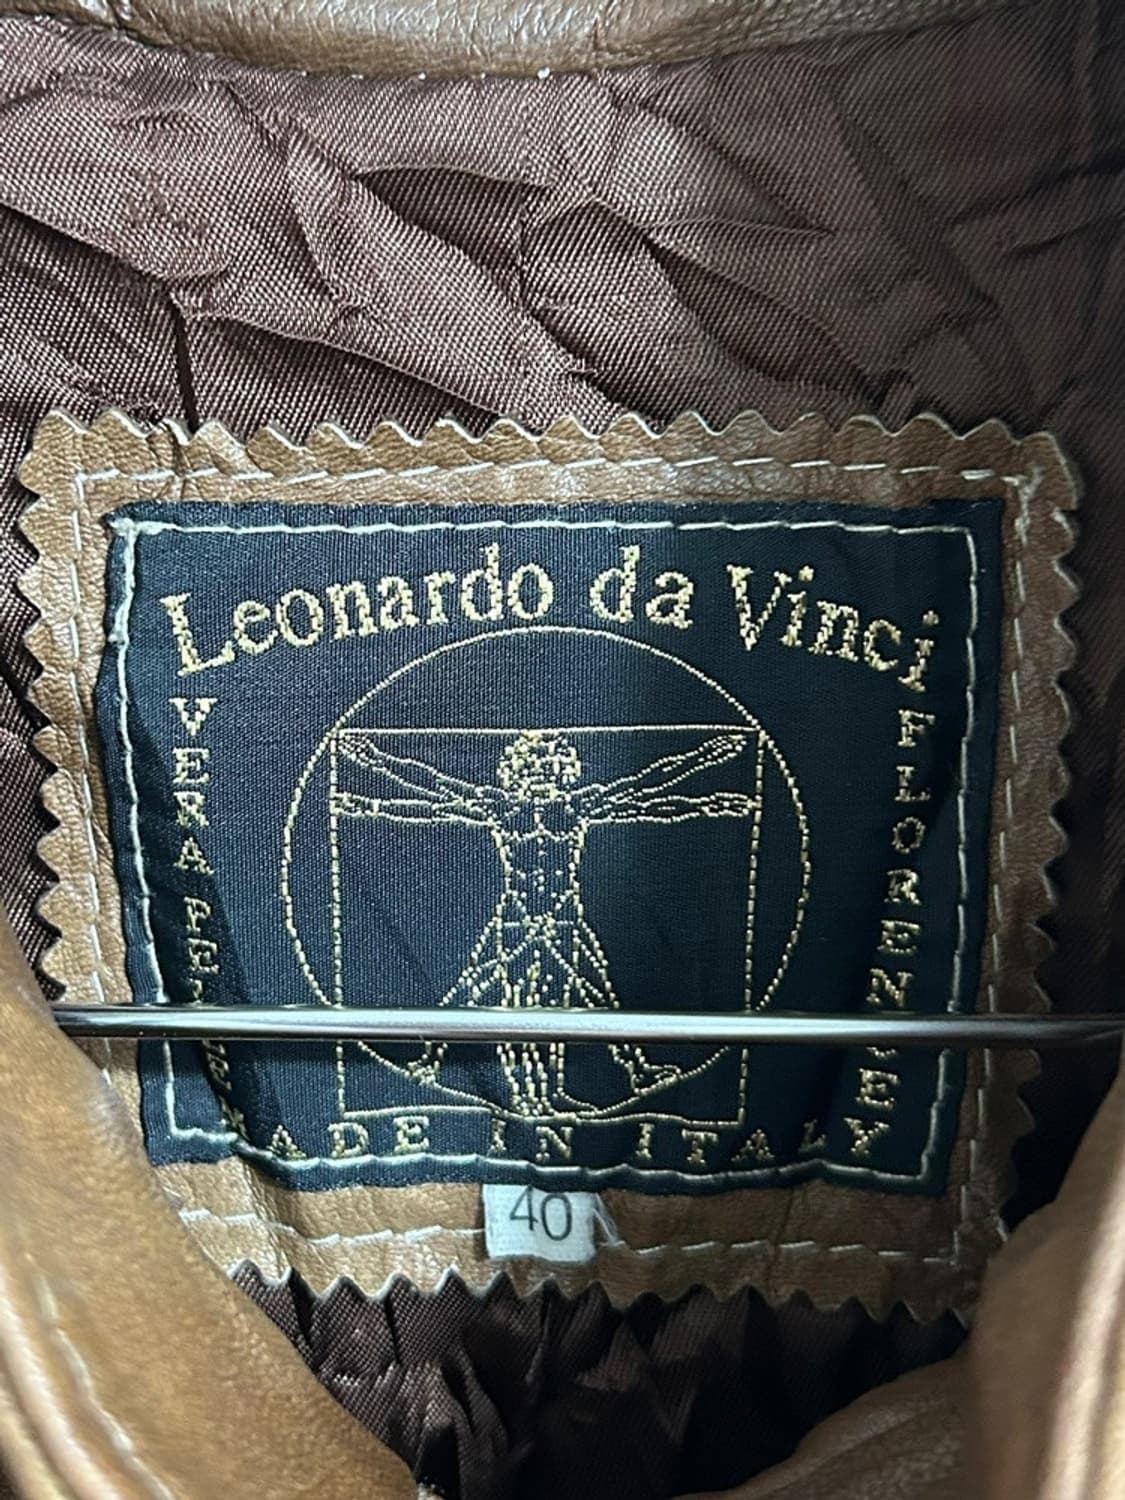 Leonardo da Vinci
VERA
FLORENCE
MADE IN ITALY
40